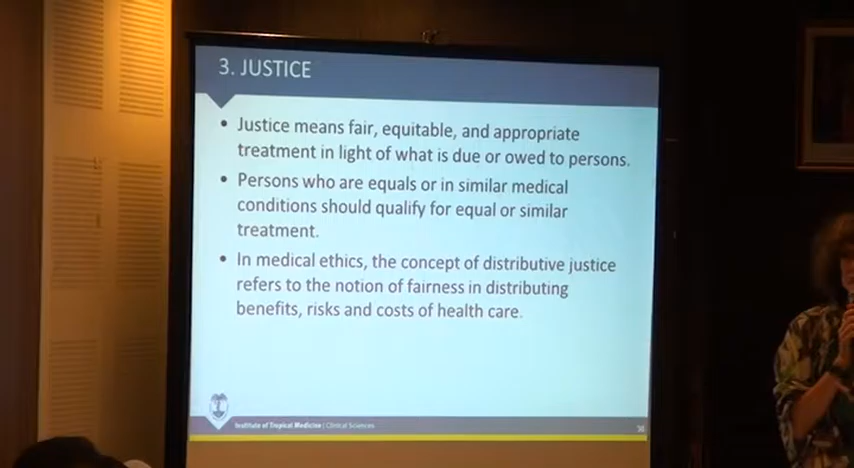 3. JUSTICE
• Justice means fair, equitable, and appropriate
treatment in light of what is due or owed to persons.
• Persons who are equals or in similar medical
conditions should qualify for equal or similar
treatment.
• In medical ethics, the concept of distributive justice
refers to the notion of fairness in distributing
benefits, risks and costs of health care.
Institute of Tropical Medicine | Clinical Sciences